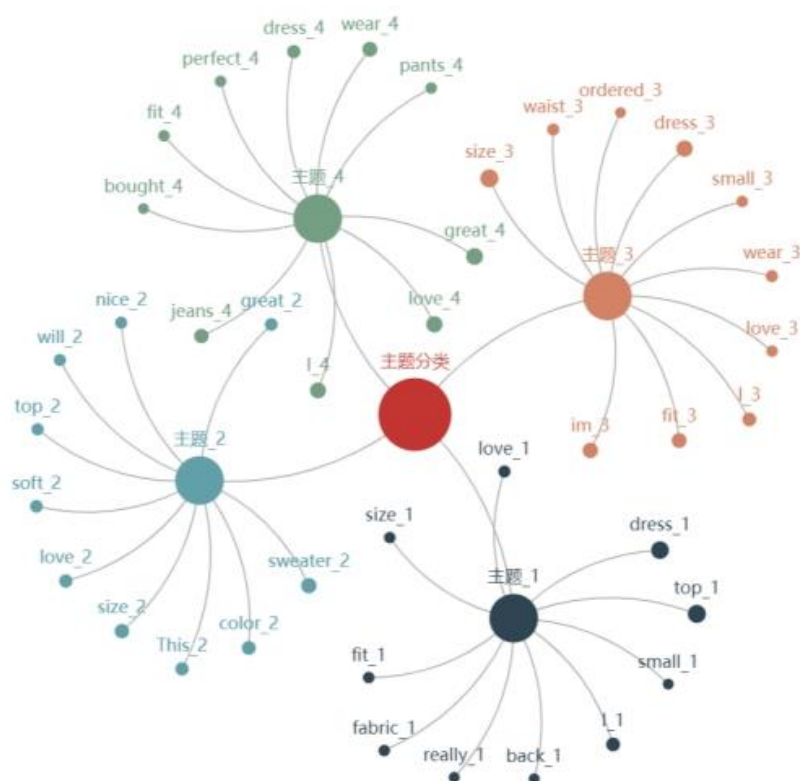 wear_4
dress_4
perfect_4
pants_4
fit_4
bought_4
主题_4
great_4
love_4
jeans_4
l_4
ordered_3
waist_3
dress_3
size_3
small_3
主题_3
wear_3
love_3
l_3
fit_3
im_3
主题分类
great_2
nice_2
will_2
top_2
主题_2
soft_2
love_2
size_2
This_2
color_2
sweater_2
love_1
size_1
dress_1
主题_1
top_1
small_1
fit_1
fabric_1
really_1
back_1
l_1